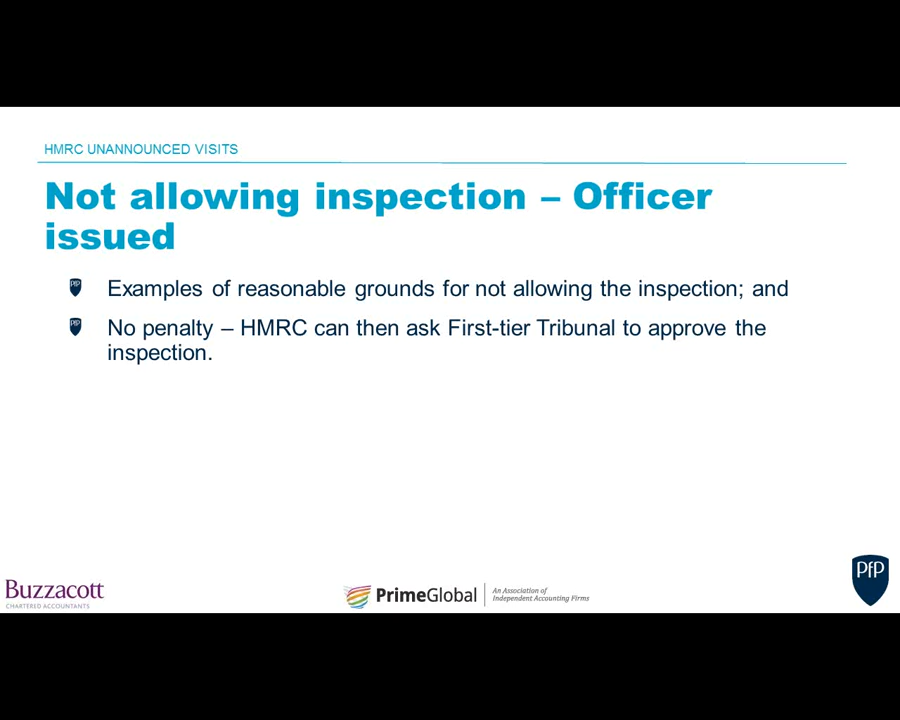 HMRC UNANNOUNCED VISITS
Not allowing inspection – Officer
issued
PfP Examples of reasonable grounds for not allowing the inspection; and
PfP No penalty – HMRC can then ask First-tier Tribunal to approve the
inspection.
Buzzacott
CHARTERED ACCOUNTANTS
PrimeGlobal
An Association of
Independent Accounting Firms
PfP